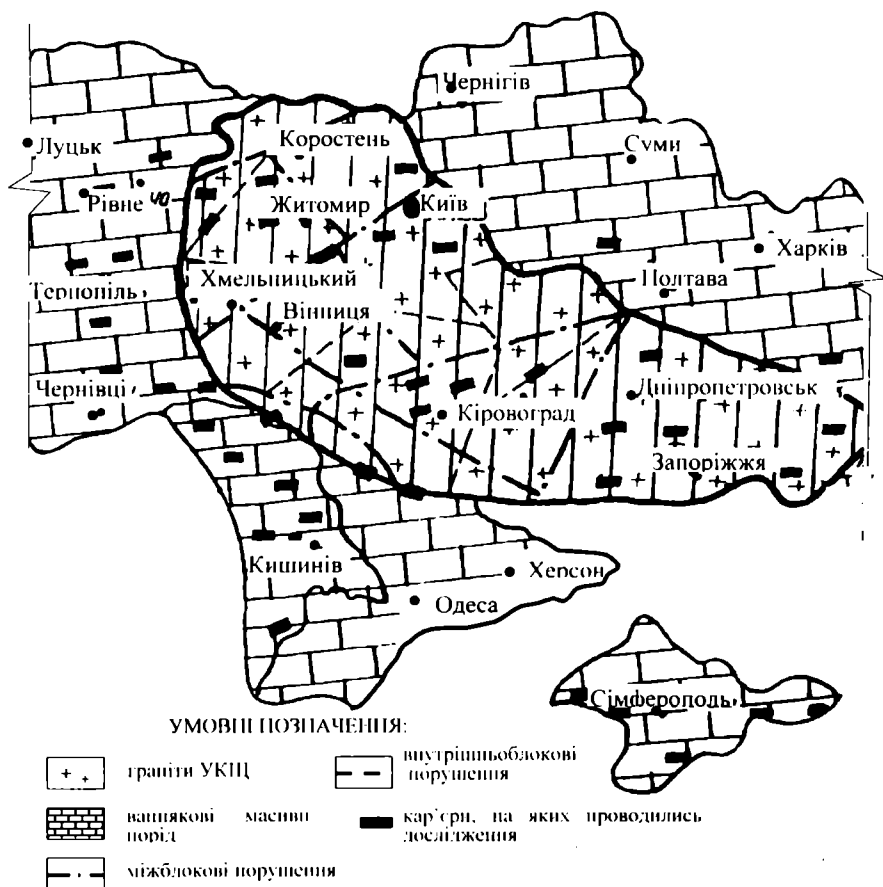 Чернігів
Луцьк
Коростень
Суми
Рівне
Житомир
Київ
Харків
Хмельницький
Полтава
Тернопіль
Вінниця
Чернівці
Дніпропетровськ
Кіровоград
Запоріжжя
Кишинів
Херсон
Одеса
Сімферополь
УМОВНІ ПОЗНАЧЕННЯ:
граніти УКЩ
внутрішньоблокові
порушення
вапнякові масиви
порід
кар'єри, на яких проводились
дослідження
міжблокові порушення